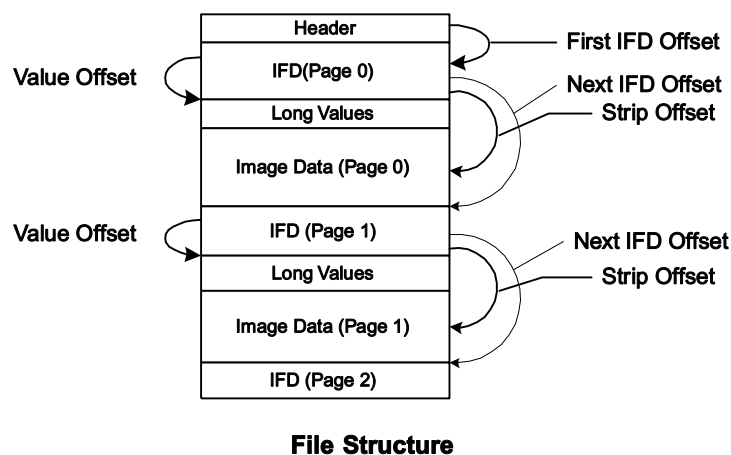 Header
First IFD Offset
Value Offset
IFD(Page 0)
Next IFD Offset
Long Values
Strip Offset
Image Data (Page 0)
Value Offset
IFD (Page 1)
Next IFD Offset
Long Values
Strip Offset
Image Data (Page 1)
IFD (Page 2)
File Structure